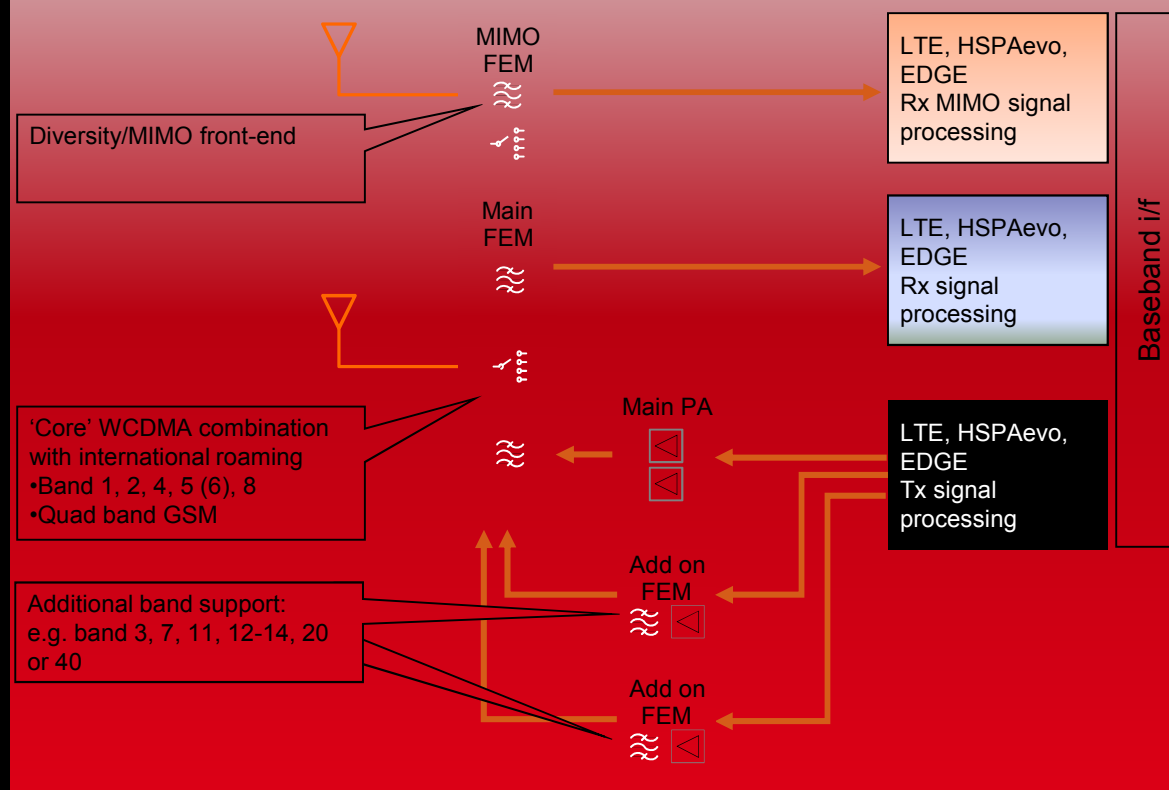 MIMO
FEM
LTE, HSPAevo,
EDGE
Rx MIMO signal
processing
Diversity/MIMO front-end
Main
FEM
LTE, HSPAevo,
EDGE
Rx signal
processing
Baseband i/f
'Core' WCDMA combination
with international roaming
•Band 1, 2, 4, 5 (6), 8
•Quad band GSM
Main PA
LTE, HSPAevo,
EDGE
Tx signal
processing
Add on
FEM
Additional band support:
e.g. band 3, 7, 11, 12-14, 20
or 40
Add on
FEM